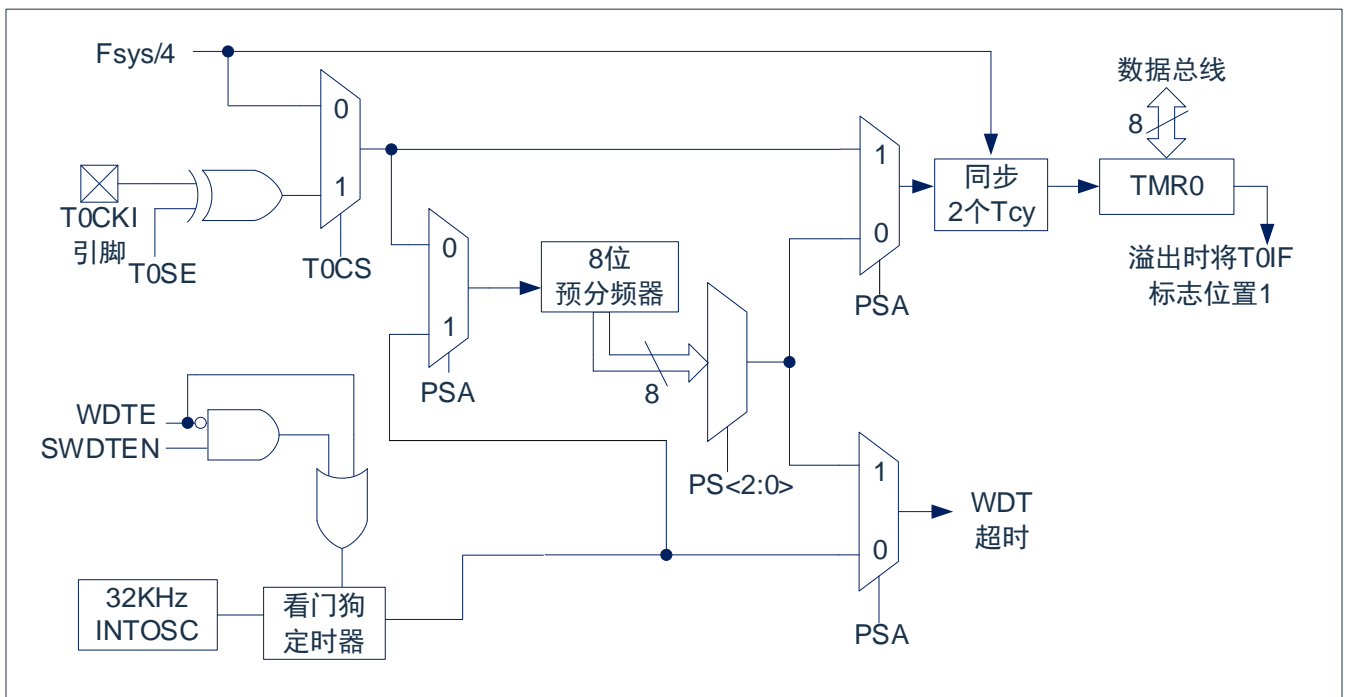 Fsys/4
数据总线
8
0
1
T0CKI
引脚
T0SE
T0CS
0
1
PSA
8位
预分频器
8
PS<2:0>
1
0
PSA
同步
2个Tcy
TMR0
溢出时将T0IF
标志位置1
WDTE
SWDTEN
32KHz
INTOSC
看门狗
定时器
1
0
PSA
WDT
超时